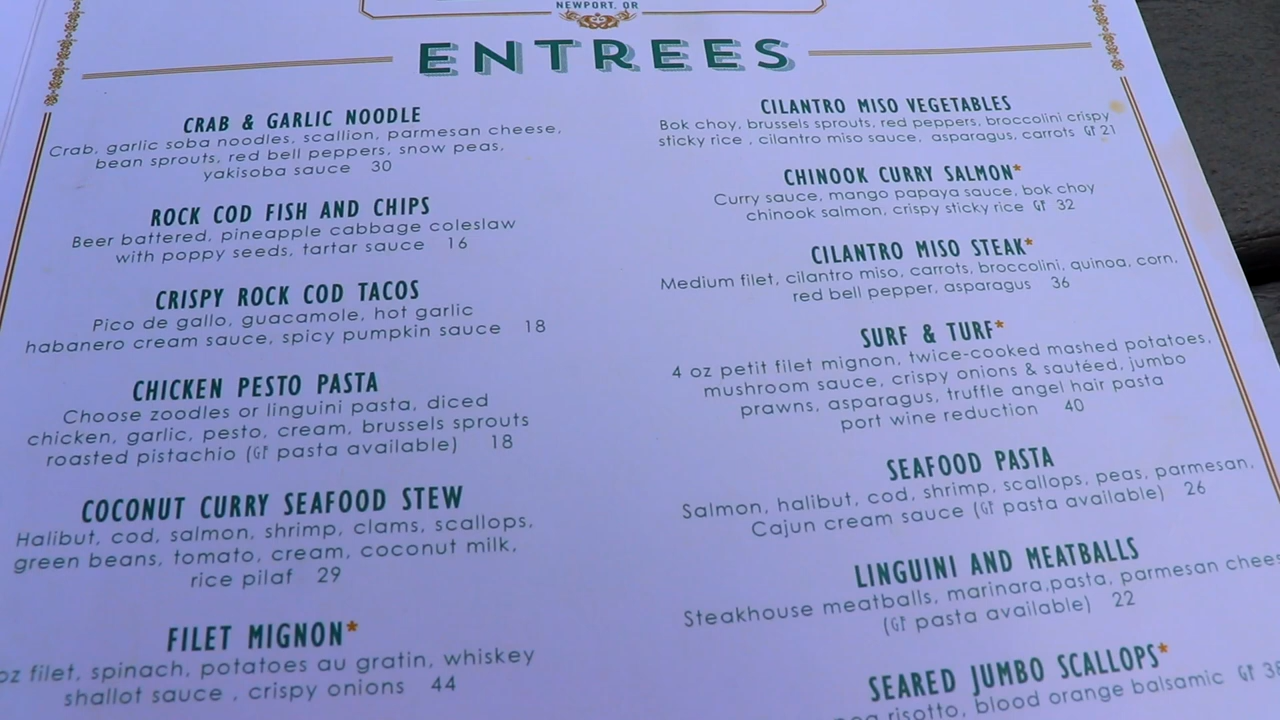 NEWPORT, OR
ENTREES
CRAB & GARLIC NOODLE
Crab, garlic soba noodles, scallion, parmesan cheese,
bean sprouts, red bell peppers, snow peas,
yakisoba sauce 30
ROCK COD FISH AND CHIPS
Beer battered, pineapple cabbage coleslaw
with poppy seeds, tartar sauce 16
CRISPY ROCK COD TACOS
Pico de gallo, guacamole, hot garlic
habanero cream sauce, spicy pumpkin sauce 18
CHICKEN PESTO PASTA
Choose zoodles or linguini pasta, diced
chicken, garlic, pesto, cream, brussels sprouts
roasted pistachio (GF pasta available) 18
COCONUT CURRY SEAFOOD STEW
Halibut, cod, salmon, shrimp, clams, scallops,
green beans, tomato, cream, coconut milk,
rice pilaf 29
FILET MIGNON*
oz filet, spinach, potatoes au gratin, whiskey
shallot sauce , crispy onions 44
CILANTRO MISO VEGETABLES
Bok choy, brussels sprouts, red peppers, broccolini crispy
sticky rice , cilantro miso sauce, asparagus, carrots GF 21
CHINOOK CURRY SALMON*
Curry sauce, mango papaya sauce, bok choy
chinook salmon, crispy sticky rice GF 32
CILANTRO MISO STEAK*
Medium filet, cilantro miso, carrots, broccolini, quinoa, corn,
red bell pepper, asparagus 36
SURF & TURF*
4 oz petit filet mignon, twice-cooked mashed potatoes,
mushroom sauce, crispy onions & sautéed, jumbo
prawns, asparagus, truffle angel hair pasta
port wine reduction 40
SEAFOOD PASTA
Salmon, halibut, cod, shrimp, scallops, peas, parmesan,
Cajun cream sauce (GF pasta available) 26
LINGUINI AND MEATBALLS
Steakhouse meatballs, marinara,pasta, parmesan chees
(GF pasta available) 22
SEARED JUMBO SCALLOPS*
risotto, blood orange balsamic GF